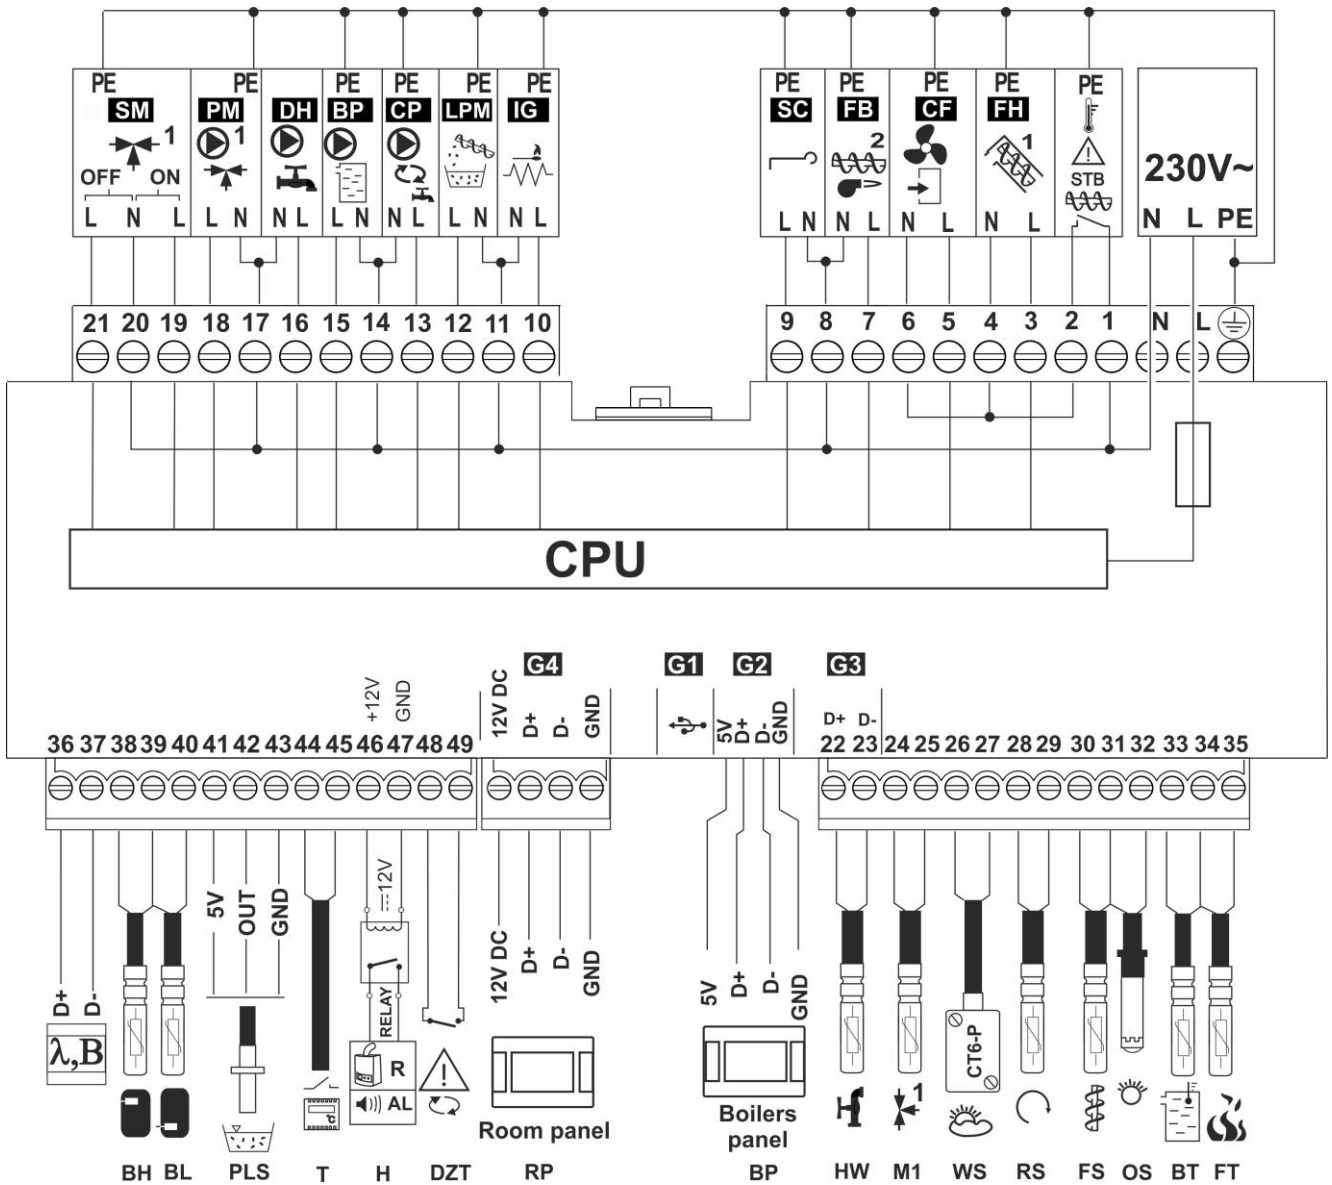 PE PE PE PE PE PE
SM PM DH BP CP LPM IG
1 1
OFF ON
L N L L N N L L N N L L N N L
21 20 19 18 17 16 15 14 13 12 11 10
PE PE PE PE PE
SC FB CF FH
2 1
STB
230V~
L N N L N L N L N L PE
9 8 7 6 5 4 3 2 1 N L
CPU
G4 G1 G2 G3
+12V GND 12V DC D+ D- GND 5V D+ D- GND D+ D-
36 37 38 39 40 41 42 43 44 45 46 47 48 49
22 23 24 25 26 27 28 29 30 31 32 33 34 35
D+ D- 5V OUT GND 12V 12V DC D+ D- GND 5V D+ D- GND
RELAY
CT6-P
λ,B
R
AL
°C
1
Room panel
Boilers
panel
BH BL PLS T H DZT RP BP HW M1 WS RS FS OS BT FT